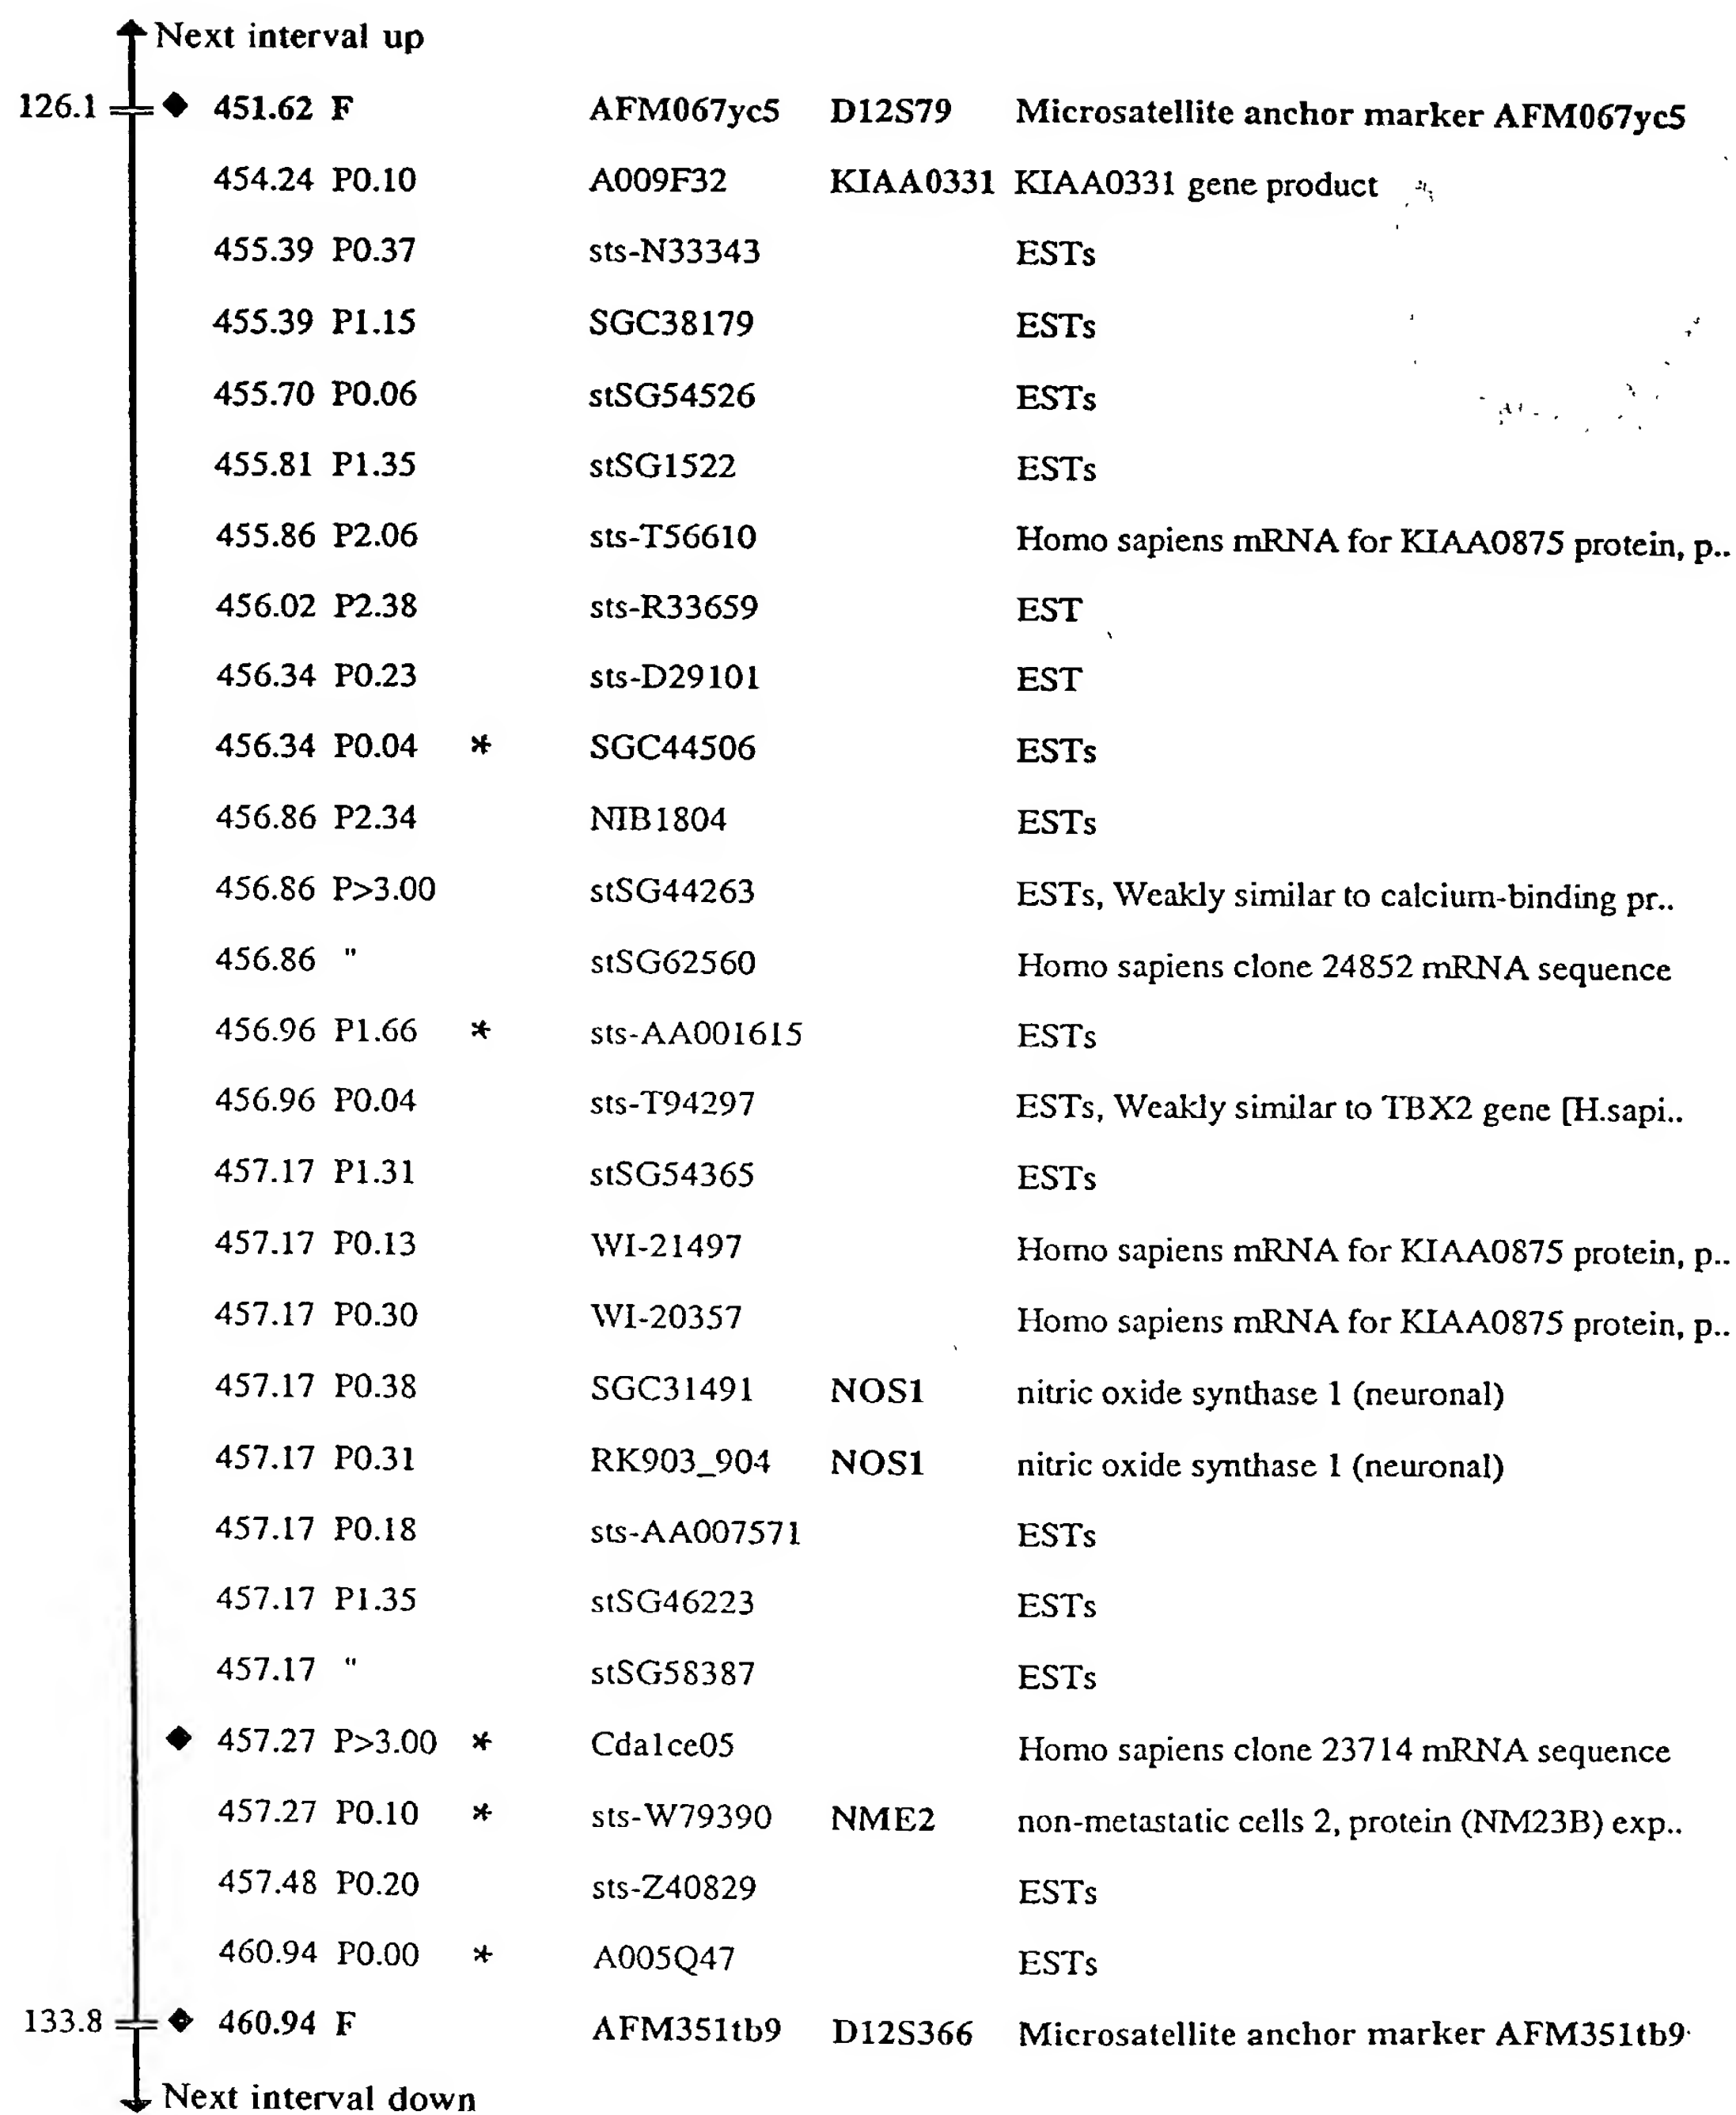 Next interval up
126.1 ◆ 451.62 F AFM067yc5 D12S79 Microsatellite anchor marker AFM067yc5
454.24 P0.10 A009F32 KIAA0331 KIAA0331 gene product
455.39 P0.37 sts-N33343 ESTs
455.39 P1.15 SGC38179 ESTs
455.70 P0.06 stSG54526 ESTs
455.81 P1.35 stSG1522 ESTs
455.86 P2.06 sts-T56610 Homo sapiens mRNA for KIAA0875 protein, p..
456.02 P2.38 sts-R33659 EST
456.34 P0.23 sts-D29101 EST
456.34 P0.04 * SGC44506 ESTs
456.86 P2.34 NIB1804 ESTs
456.86 P>3.00 stSG44263 ESTs, Weakly similar to calcium-binding pr..
456.86 " stSG62560 Homo sapiens clone 24852 mRNA sequence
456.96 P1.66 * sts-AA001615 ESTs
456.96 P0.04 sts-T94297 ESTs, Weakly similar to TBX2 gene [H.sapi..
457.17 P1.31 stSG54365 ESTs
457.17 P0.13 WI-21497 Homo sapiens mRNA for KIAA0875 protein, p..
457.17 P0.30 WI-20357 Homo sapiens mRNA for KIAA0875 protein, p..
457.17 P0.38 SGC31491 NOS1 nitric oxide synthase 1 (neuronal)
457.17 P0.31 RK903_904 NOS1 nitric oxide synthase 1 (neuronal)
457.17 P0.18 sts-AA007571 ESTs
457.17 P1.35 stSG46223 ESTs
457.17 " stSG58387 ESTs
◆ 457.27 P>3.00 * Cda1ce05 Homo sapiens clone 23714 mRNA sequence
457.27 P0.10 * sts-W79390 NME2 non-metastatic cells 2, protein (NM23B) exp..
457.48 P0.20 sts-Z40829 ESTs
460.94 P0.00 * A005Q47 ESTs
133.8 ◆ 460.94 F AFM351tb9 D12S366 Microsatellite anchor marker AFM351tb9
Next interval down